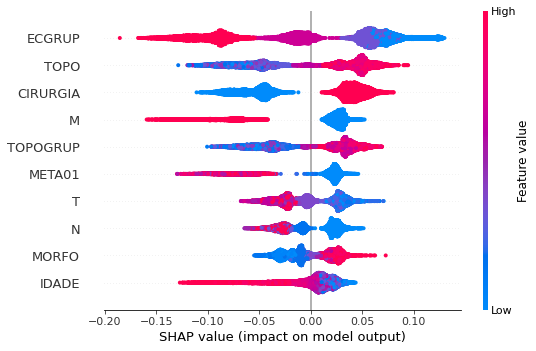 High
ECGRUP
TOPO
CIRURGIA
M
TOPOGRUP
META01
T
N
MORFO
IDADE
Feature value
Low
−0.20 −0.15 −0.10 −0.05 0.00 0.05 0.10
SHAP value (impact on model output)